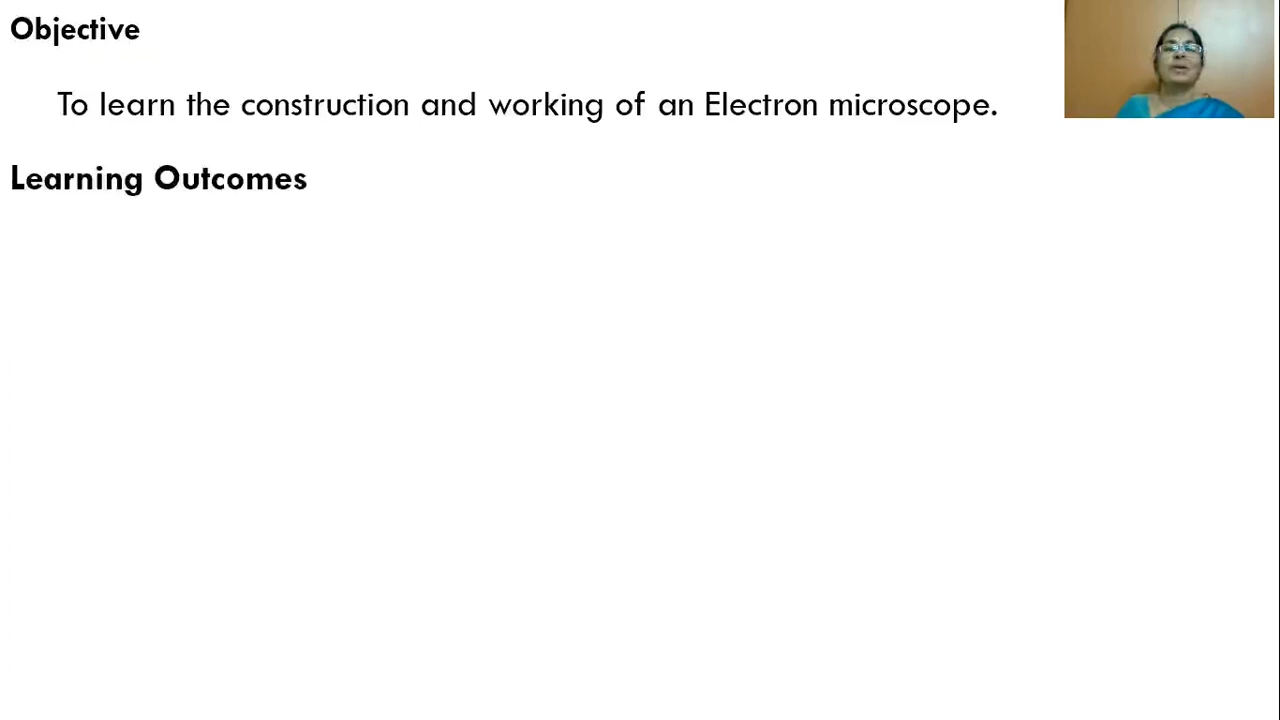 Objective
To learn the construction and working of an Electron microscope.
Learning Outcomes